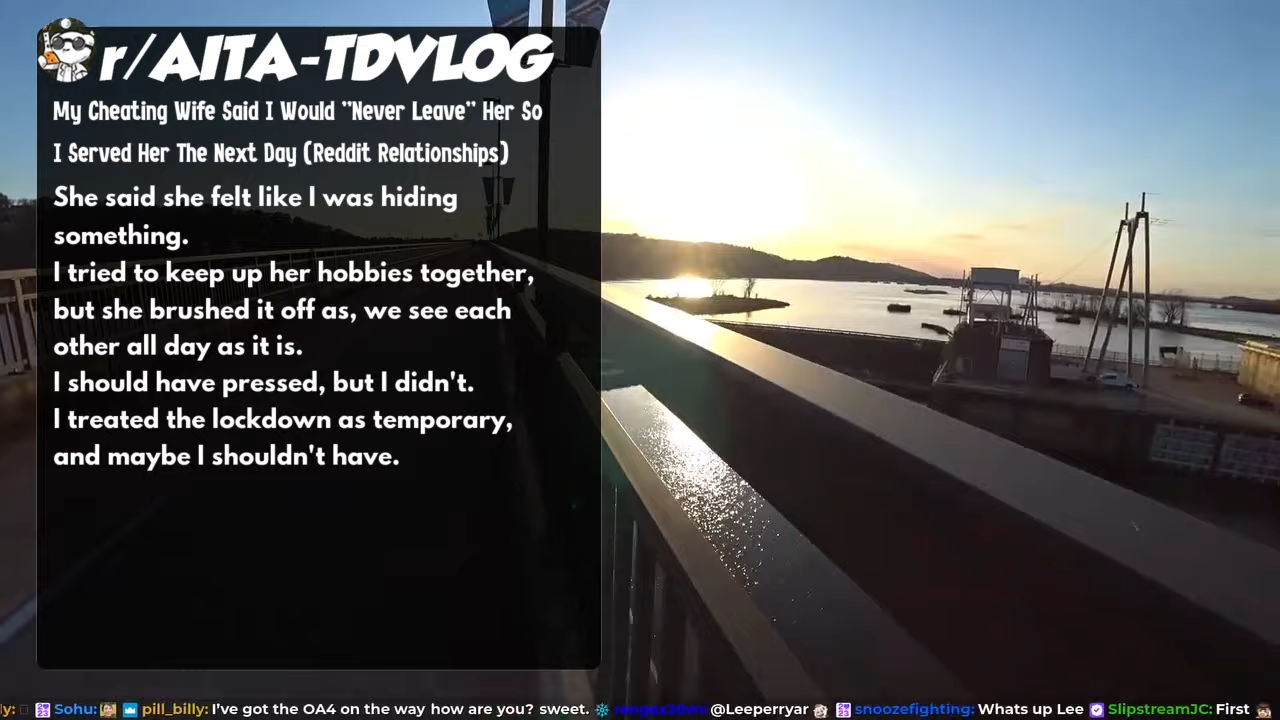 r/AITA-TDVLOG
My Cheating Wife Said I Would "Never Leave" Her So
I Served Her The Next Day (Reddit Relationships)
She said she felt like I was hiding
something.
I tried to keep up her hobbies together,
but she brushed it off as, we see each
other all day as it is.
I should have pressed, but I didn't.
I treated the lockdown as temporary,
and maybe I shouldn't have.
ly: Sohu: pill_billy: I've got the OA4 on the way how are you? sweet. @Leeperryar snoozefighting: Whats up Lee SlipstreamJC: First